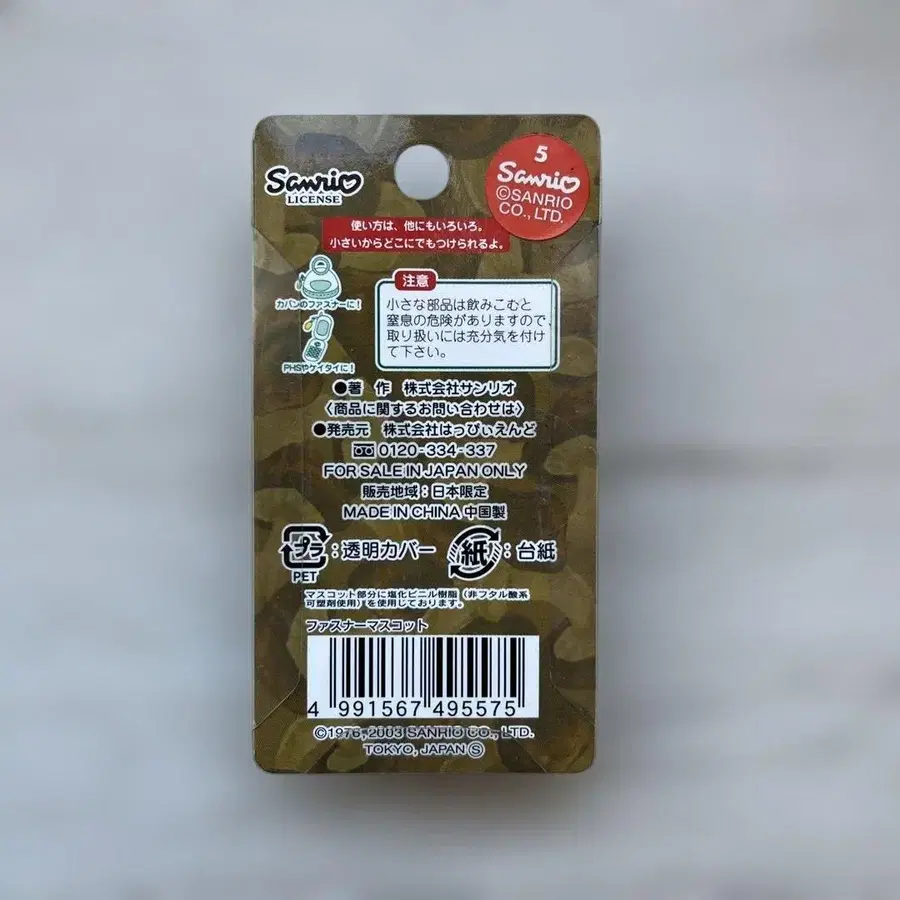 Sanrio
LICENSE
5
Sanrio
©SANRIO
CO., LTD.
使い方は、他にもいろいろ。
小さいからどこにでもつけられるよ。
カバンのファスナーに!
PHSやケイタイに!
注意
小さな部品は飲みこむと
窒息の危険がありますので、
取り扱いには充分気を付け
て下さい。
●著 作 株式会社サンリオ
〈商品に関するお問い合わせは〉
●発売元 株式会社はっぴぃえんど
0120-334-337
FOR SALE IN JAPAN ONLY
販売地域:日本限定
MADE IN CHINA 中国製
プラ:透明カバー
PET
紙:台紙
マスコット部分に塩化ビニル樹脂(非フタル酸系
可塑剤使用)を使用しております。
ファスナーマスコット
4 991567 495575
©1976, 2003 SANRIO CO., LTD.
TOKYO, JAPAN Ⓢ